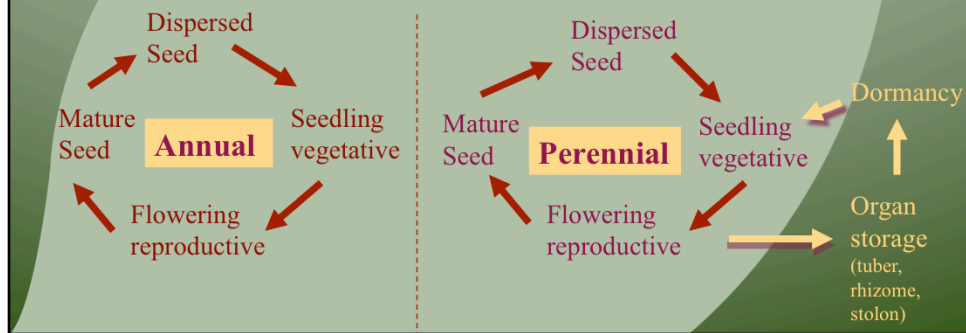 Dispersed
Seed
Mature
Seed
Annual
Seedling
vegetative
Flowering
reproductive
Dispersed
Seed
Mature
Seed
Perennial
Seedling
vegetative
Flowering
reproductive
Dormancy
Organ
storage
(tuber,
rhizome,
stolon)